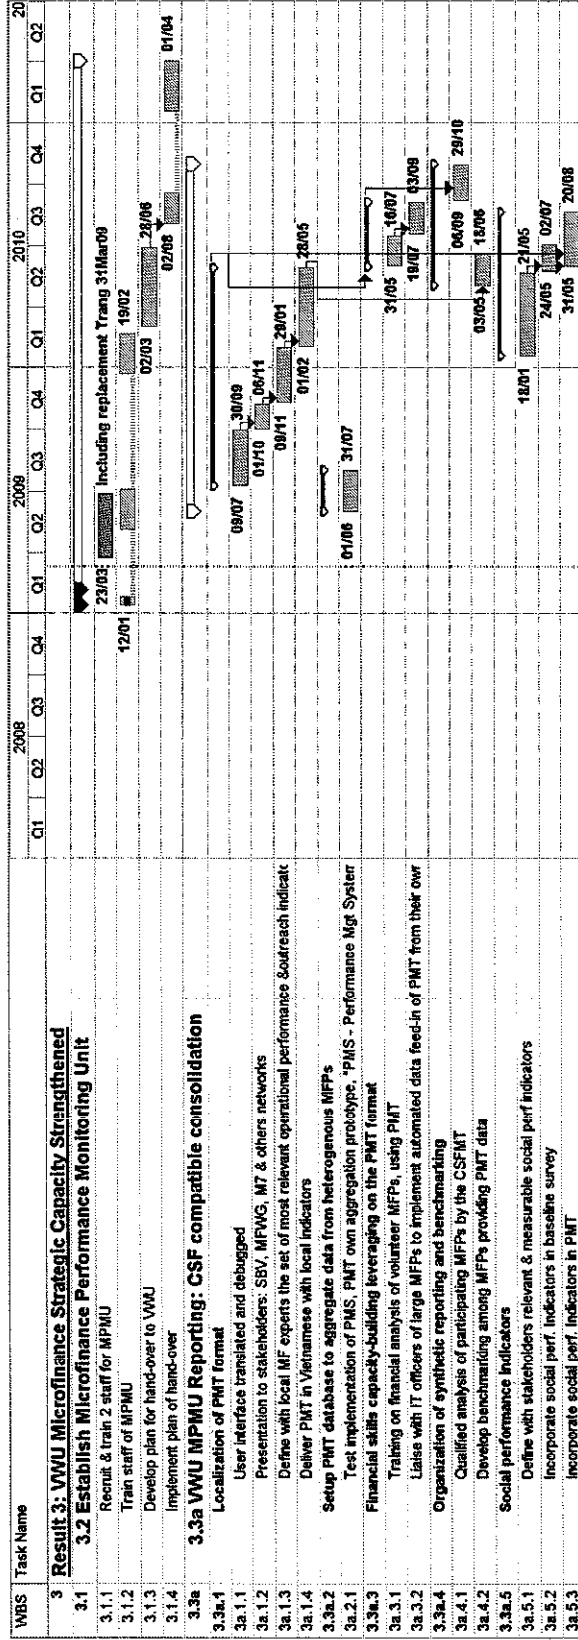 WBS Task Name 2008 2009 2010 20
Q1 Q2 Q3 Q4 Q1 Q2 Q3 Q4 Q1 Q2 Q3 Q4 Q1 Q2
3 Result 3: VWU Microfinance Strategic Capacity Strengthened
3.1 3.2 Establish Microfinance Performance Monitoring Unit
3.1.1 Recruit & train 2 staff for MPMU 23/03 Including replacement Trang 31Mar09
3.1.2 Train staff of MPMU 12/01 19/02
3.1.3 Develop plan for hand-over to VWU 02/03 28/06
3.1.4 Implement plan of hand-over 02/08 01/04
3.3a 3.3a VWU MPMU Reporting: CSF compatible consolidation
3.3a.1 Localization of PMT format
3a.1.1 User interface translated and debugged 09/07 30/09
3a.1.2 Presentation to stakeholders: SBV, MFWG, M7 & others networks 01/10 06/11
3a.1.3 Define with local MF experts the set of most relevant operational performance &outreach indicatc 09/11 29/01
3a.1.4 Deliver PMT in Vietnamese with local indicators 01/02 28/05
3.3a.2 Setup PMT database to aggregate data from heterogenous MFPs
3a.2.1 Test implementation of PMS, PMT own aggregation prototype, "PMS - Performance Mgt System 01/06 31/07
3.3a.3 Financial skills capacity-building leveraging on the PMT format
3a.3.1 Training on financial analysis of volunteer MFPs, using PMT 31/05 16/07
3a.3.2 Liaise with IT officers of large MFPs to implement automated data feed-in of PMT from their own 19/07 03/09
3.3a.4 Organization of synthetic reporting and benchmarking
3a.4.1 Qualified analysis of participating MFPs by the CSFMT 06/09 29/10
3a.4.2 Develop benchmarking among MFPs providing PMT data 03/05 18/06
3.3a.5 Social performance indicators
3a.5.1 Define with stakeholders relevant & measurable social perf indicators 18/01 21/05
3a.5.2 Incorporate social perf. Indicators in baseline survey 24/05 02/07
3a.5.3 Incorporate social perf. Indicators in PMT 31/05 20/08